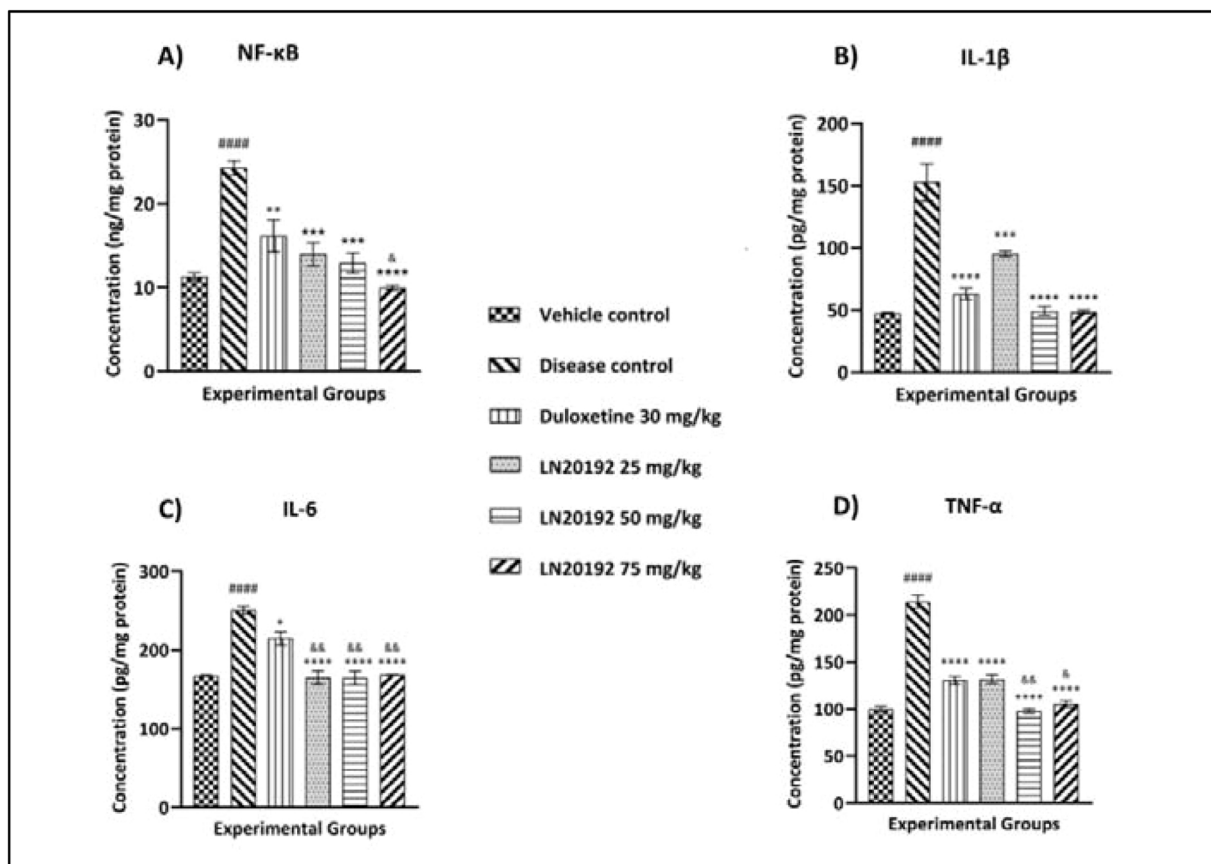 A)
NF-κB
Concentration (ng/mg protein)
30
20
10
0
####
**
***
***
&
****
Experimental Groups
B)
IL-1β
Concentration (pg/mg protein)
200
150
100
50
0
####
****
***
****
****
Experimental Groups
Vehicle control
Disease control
Duloxetine 30 mg/kg
LN20192 25 mg/kg
LN20192 50 mg/kg
LN20192 75 mg/kg
C)
IL-6
Concentration (pg/mg protein)
300
200
100
0
####
*
&&
****
&&
****
&&
****
Experimental Groups
D)
TNF-α
Concentration (pg/mg protein)
250
200
150
100
50
0
####
****
****
&&
****
&
****
Experimental Groups